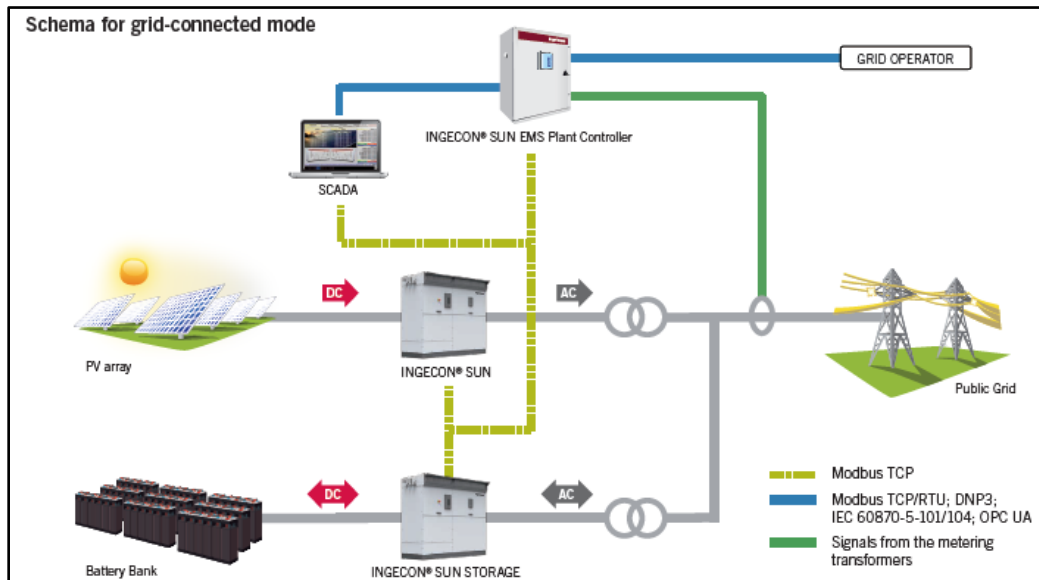 Schema for grid-connected mode
GRID OPERATOR
INGECON® SUN EMS Plant Controller
SCADA
DC
AC
PV array
INGECON® SUN
Public Grid
DC
AC
Battery Bank
INGECON® SUN STORAGE
Modbus TCP
Modbus TCP/RTU; DNP3;
IEC 60870-5-101/104; OPC UA
Signals from the metering
transformers